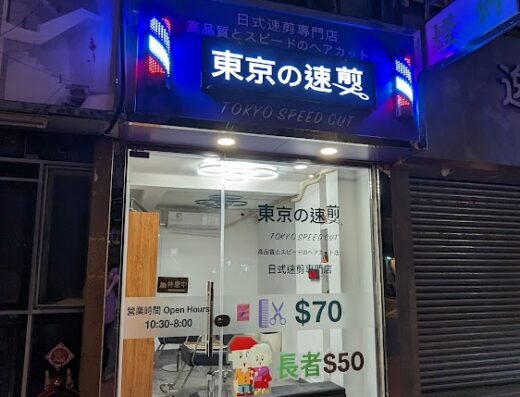 日式速剪專門店
高品質とスピードのヘアカット
東京の速剪
TOKYO SPEED CUT
東京の速剪
TOKYO SPEED CUT
高品質とスピードのヘアカット店
日式速剪專門店
休息中
營業時間 Open Hours
10:30-8:00
$70
長者$50